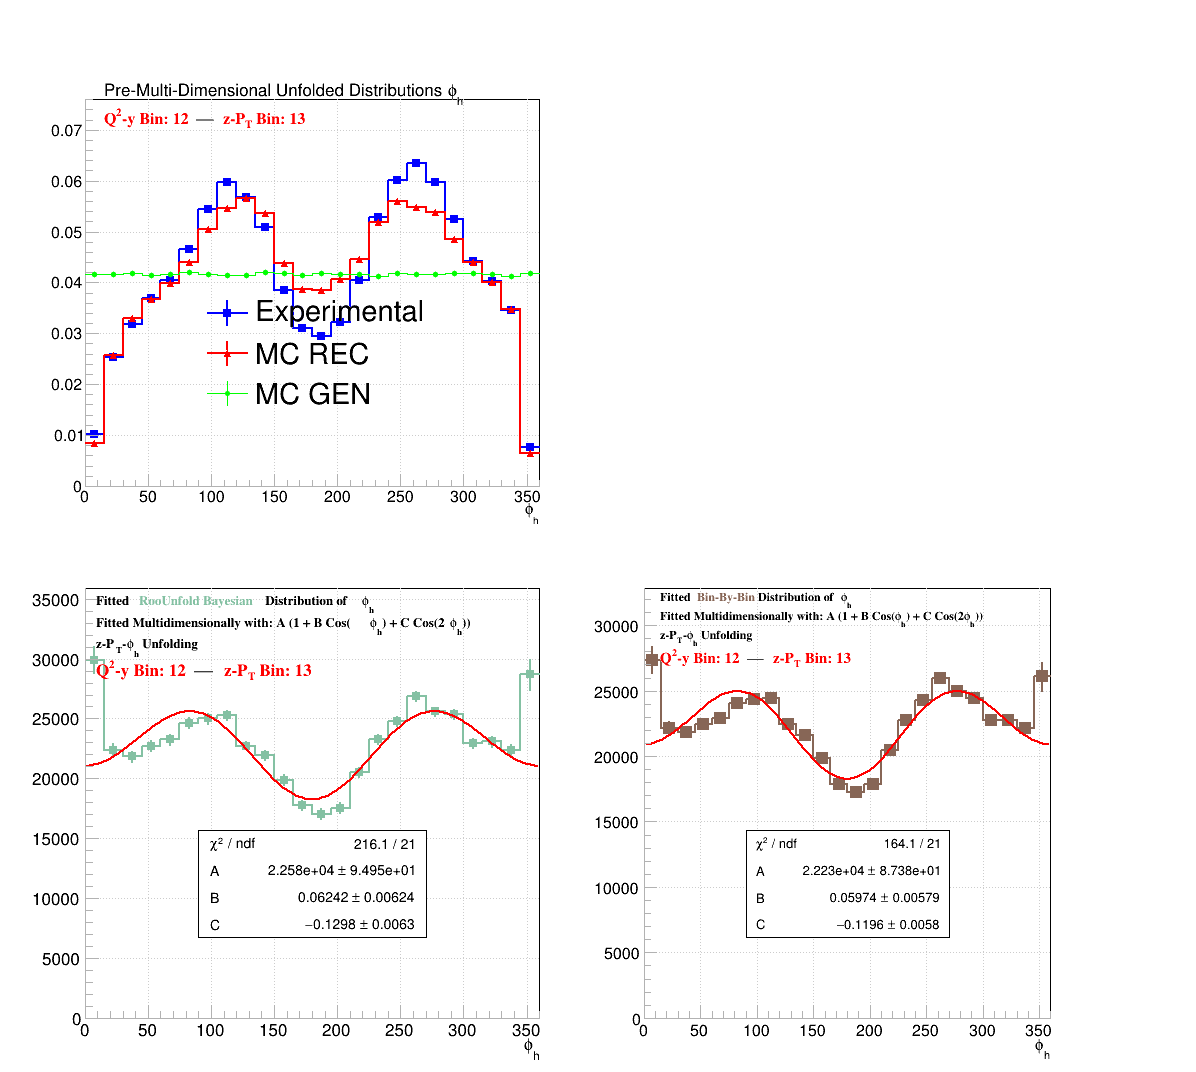 Pre-Multi-Dimensional Unfolded Distributions ϕh
Q2-y Bin: 12 — z-PT Bin: 13
0.07
0.06
0.05
0.04
0.03
0.02
0.01
0
Experimental
MC REC
MC GEN
0 50 100 150 200 250 300 350
ϕh
Fitted RooUnfold Bayesian Distribution of ϕh
Fitted Multidimensionally with: A (1 + B Cos( ϕh) + C Cos(2 ϕh))
z-PT-ϕh Unfolding
Q2-y Bin: 12 — z-PT Bin: 13
35000
30000
25000
20000
15000
10000
5000
0
χ2 / ndf 216.1 / 21
A 2.258e+04 ± 9.495e+01
B 0.06242 ± 0.00624
C −0.1298 ± 0.0063
0 50 100 150 200 250 300 350
ϕh
Fitted Bin-By-Bin Distribution of ϕh
Fitted Multidimensionally with: A (1 + B Cos(ϕh) + C Cos(2ϕh))
z-PT-ϕh Unfolding
Q2-y Bin: 12 — z-PT Bin: 13
30000
25000
20000
15000
10000
5000
0
χ2 / ndf 164.1 / 21
A 2.223e+04 ± 8.738e+01
B 0.05974 ± 0.00579
C −0.1196 ± 0.0058
0 50 100 150 200 250 300 350
ϕh